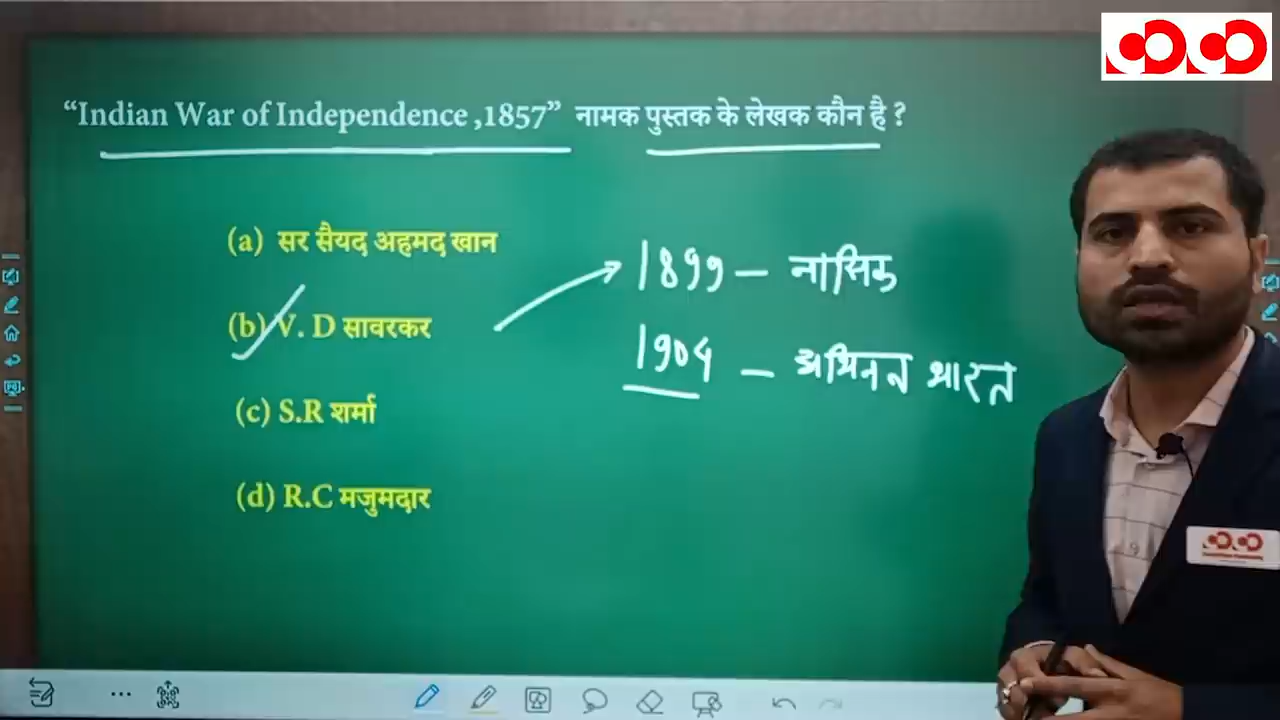 “Indian War of Independence ,1857” नामक पुस्तक के लेखक कौन है ?
(a) सर सैयद अहमद खान
(b) V. D सावरकर
(c) S.R शर्मा
(d) R.C मजुमदार
1899 – नासिक
1904 – अभिनव भारत